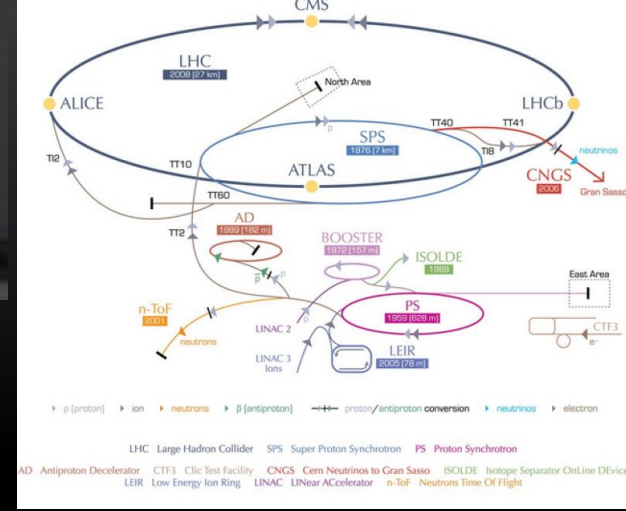 CMS
LHC
2008 (27 km)
North Area
ALICE
LHCb
TT40
TT41
SPS
1976 (7 km)
TI8
TI2
TT10
ATLAS
neutrinos
CNGS
2006
Gran Sasso
TT60
AD
1999 (182 m)
TT2
BOOSTER
1972 (157 m)
ISOLDE
1989
p
p
p̄
East Area
n-ToF
2001
LINAC 2
p
PS
1959 (628 m)
CTF3
e-
neutrons
LINAC 3
Ions
LEIR
2005 (78 m)
p (proton) ion neutrons p̄ (antiproton) proton/antiproton conversion neutrinos electron
LHC Large Hadron Collider SPS Super Proton Synchrotron PS Proton Synchrotron
AD Antiproton Decelerator CTF3 Clic Test Facility CNGS Cern Neutrinos to Gran Sasso ISOLDE Isotope Separator OnLine DEvice
LEIR Low Energy Ion Ring LINAC LINear ACcelerator n-ToF Neutrons Time Of Flight